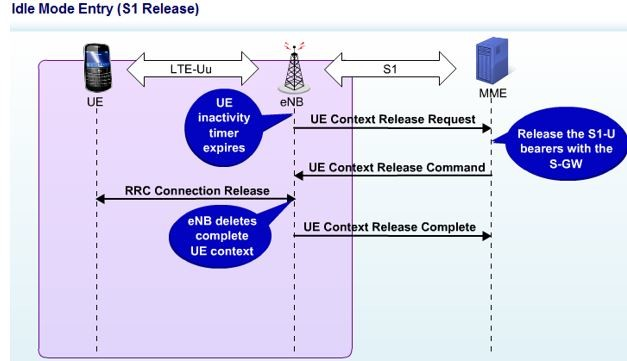 Idle Mode Entry (S1 Release)
LTE-Uu
S1
UE
eNB
MME
UE
inactivity
timer
expires
UE Context Release Request
Release the S1-U
bearers with the
S-GW
UE Context Release Command
RRC Connection Release
eNB deletes
complete
UE context
UE Context Release Complete